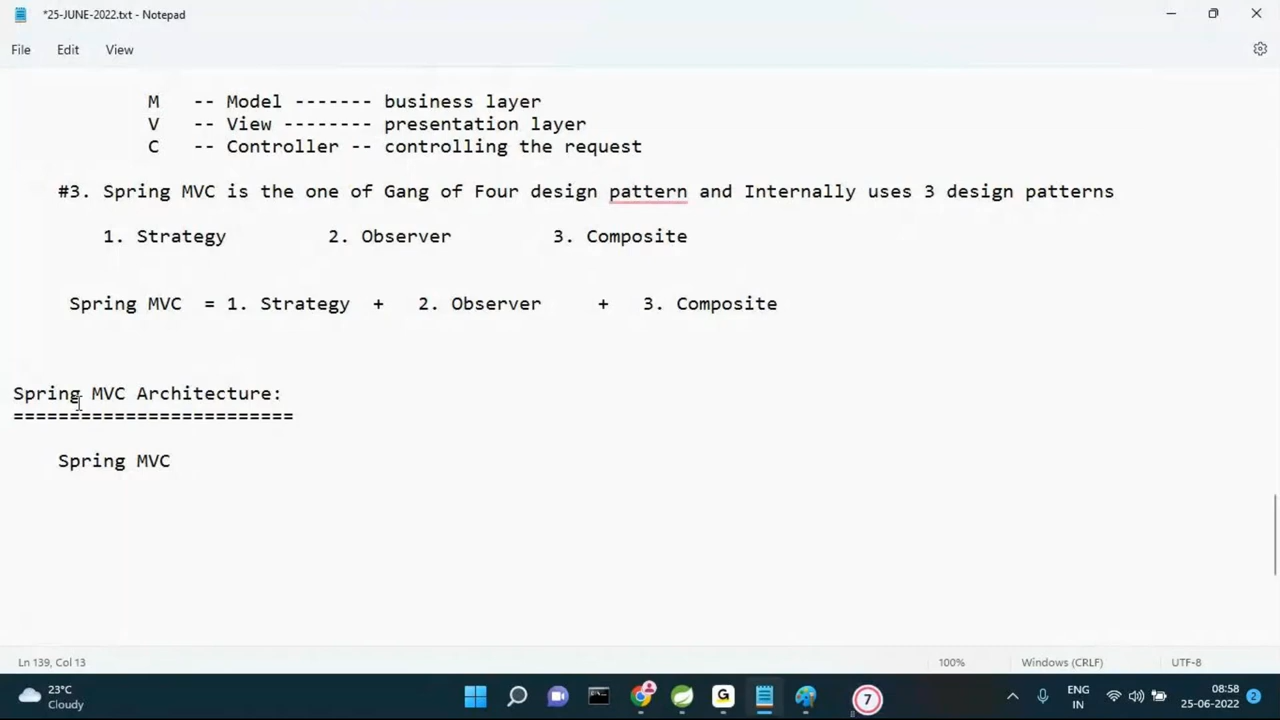 *25-JUNE-2022.txt - Notepad
File Edit View
M -- Model ------- business layer
V -- View -------- presentation layer
C -- Controller -- controlling the request
#3. Spring MVC is the one of Gang of Four design pattern and Internally uses 3 design patterns
1. Strategy 2. Observer 3. Composite
Spring MVC = 1. Strategy + 2. Observer + 3. Composite
Spring MVC Architecture:
=========================
Spring MVC
Ln 139, Col 13 100% Windows (CRLF) UTF-8
23°C
Cloudy
G
7
ENG
IN
08:58
25-06-2022
2